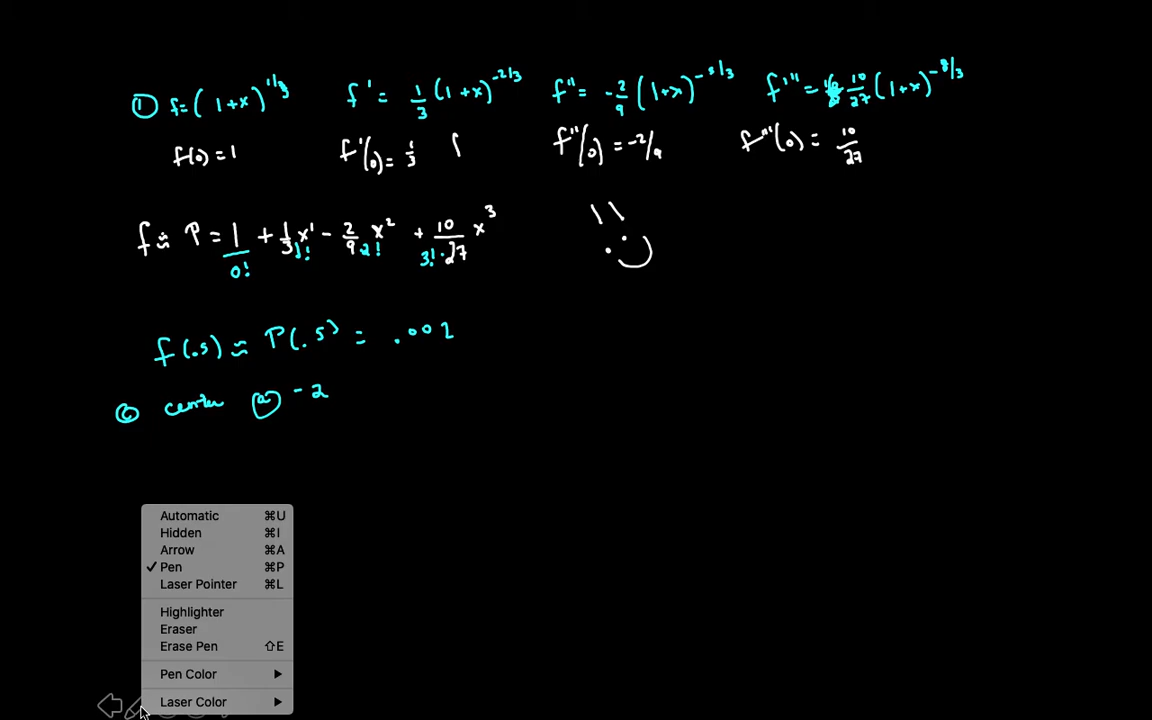 ① f=(1+x)^{1/3} f'= 1/3 (1+x)^{-2/3} f''= -2/9 (1+x)^{-5/3} f'''= 10/27 (1+x)^{-8/3}
f(0)=1 f'(0)= 1/3 f''(0)=-2/9 f'''(0)= 10/27
f≈ P = 1/0! + 1/3 x^1/1! - 2/9 x^2/2! + 10/(3!·27) x^3
f(.5) ≈ P(.5) = .002
center @ -2
Automatic ⌘U
Hidden ⌘I
Arrow ⌘A
✓ Pen ⌘P
Laser Pointer ⌘L
Highlighter
Eraser
Erase Pen ⇧E
Pen Color ▶
Laser Color ▶